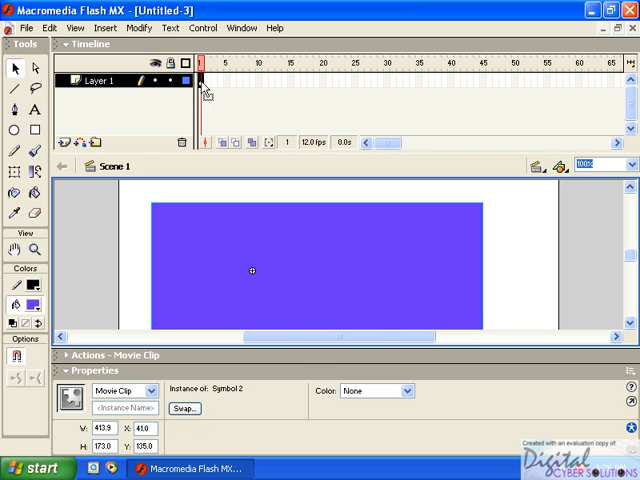 Macromedia Flash MX - [Untitled-3]
File Edit View Insert Modify Text Control Window Help
Tools
Timeline
1 5 10 15 20 25 30 35 40 45 50 55 60 65
Layer 1
1 12.0 fps 0.0s
Scene 1
100%
View
Colors
Options
Actions - Movie Clip
Properties
Movie Clip
Instance of: Symbol 2
Color: None
<Instance Name>
Swap...
W: 413.9 X: 41.0
H: 173.0 Y: 135.0
Created with an evaluation copy of
Digital
CYBER SOLUTIONS
start
Macromedia Flash MX...